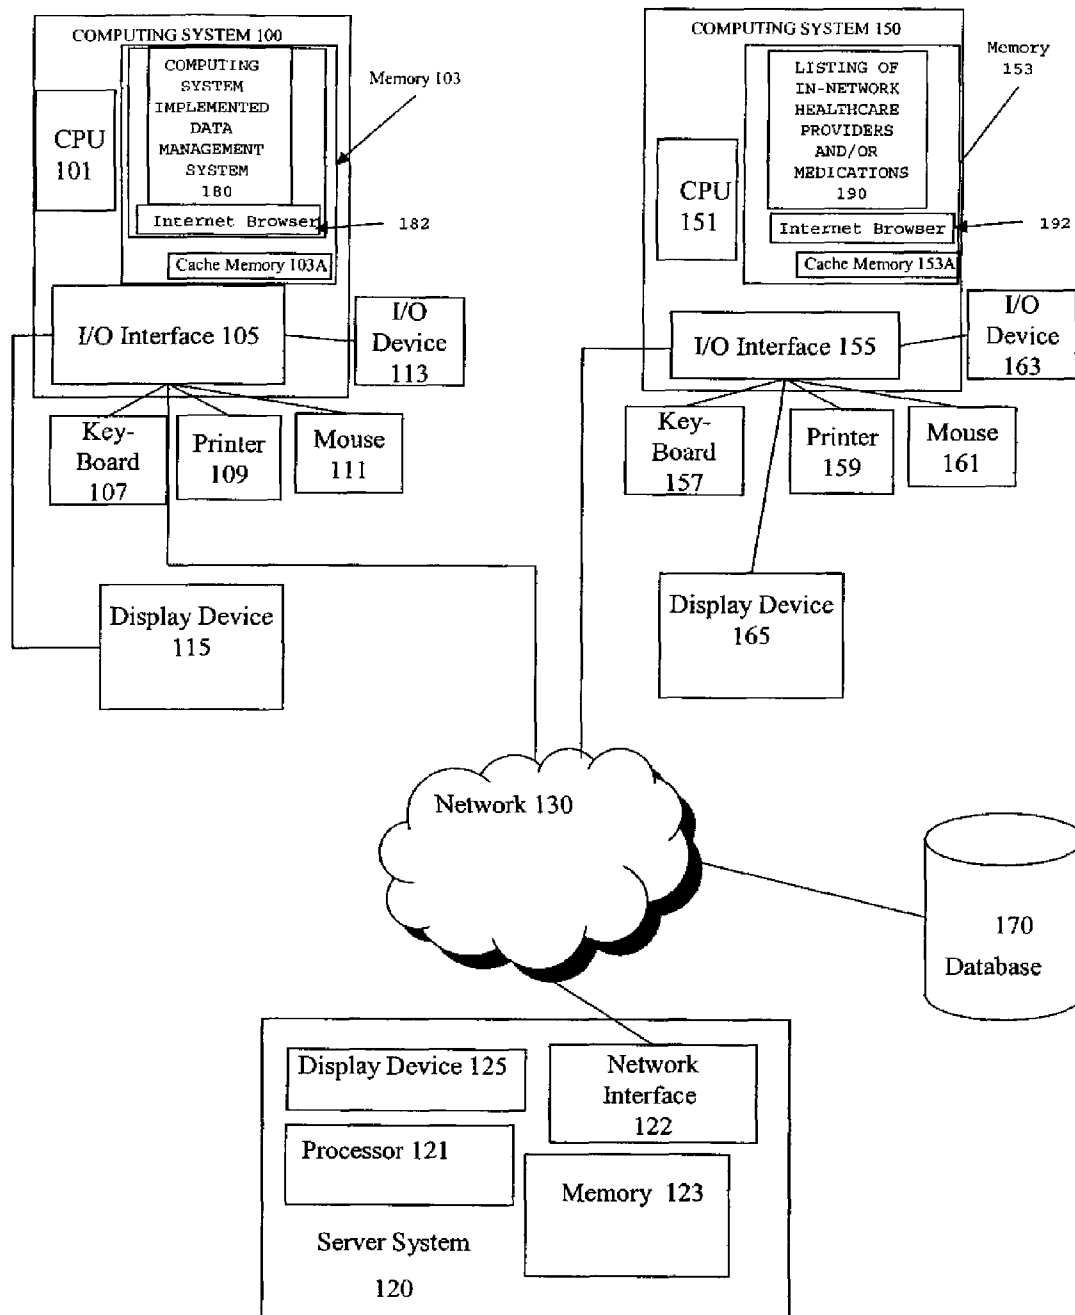 COMPUTING SYSTEM 100
COMPUTING
SYSTEM
IMPLEMENTED
DATA
MANAGEMENT
SYSTEM
180
Internet Browser
Cache Memory 103A
CPU
101
Memory 103
182
I/O Interface 105
I/O
Device
113
Key-
Board
107
Printer
109
Mouse
111
Display Device
115
COMPUTING SYSTEM 150
LISTING OF
IN-NETWORK
HEALTHCARE
PROVIDERS
AND/OR
MEDICATIONS
190
Internet Browser
Cache Memory 153A
CPU
151
Memory
153
192
I/O Interface 155
I/O
Device
163
Key-
Board
157
Printer
159
Mouse
161
Display Device
165
Network 130
170
Database
Display Device 125
Network
Interface
122
Processor 121
Memory 123
Server System
120